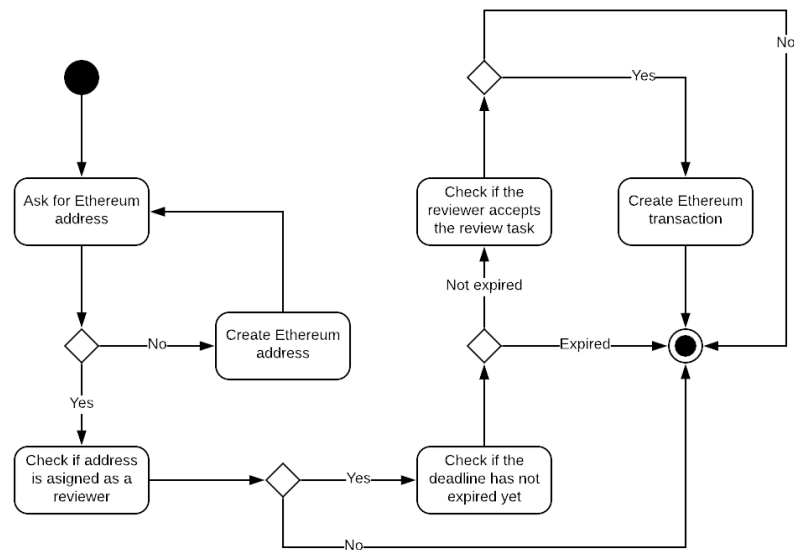 No
Yes
Ask for Ethereum
address
Check if the
reviewer accepts
the review task
Create Ethereum
transaction
Not expired
Create Ethereum
address
No
Expired
Yes
Check if address
is asigned as a
reviewer
Yes
Check if the
deadline has not
expired yet
No